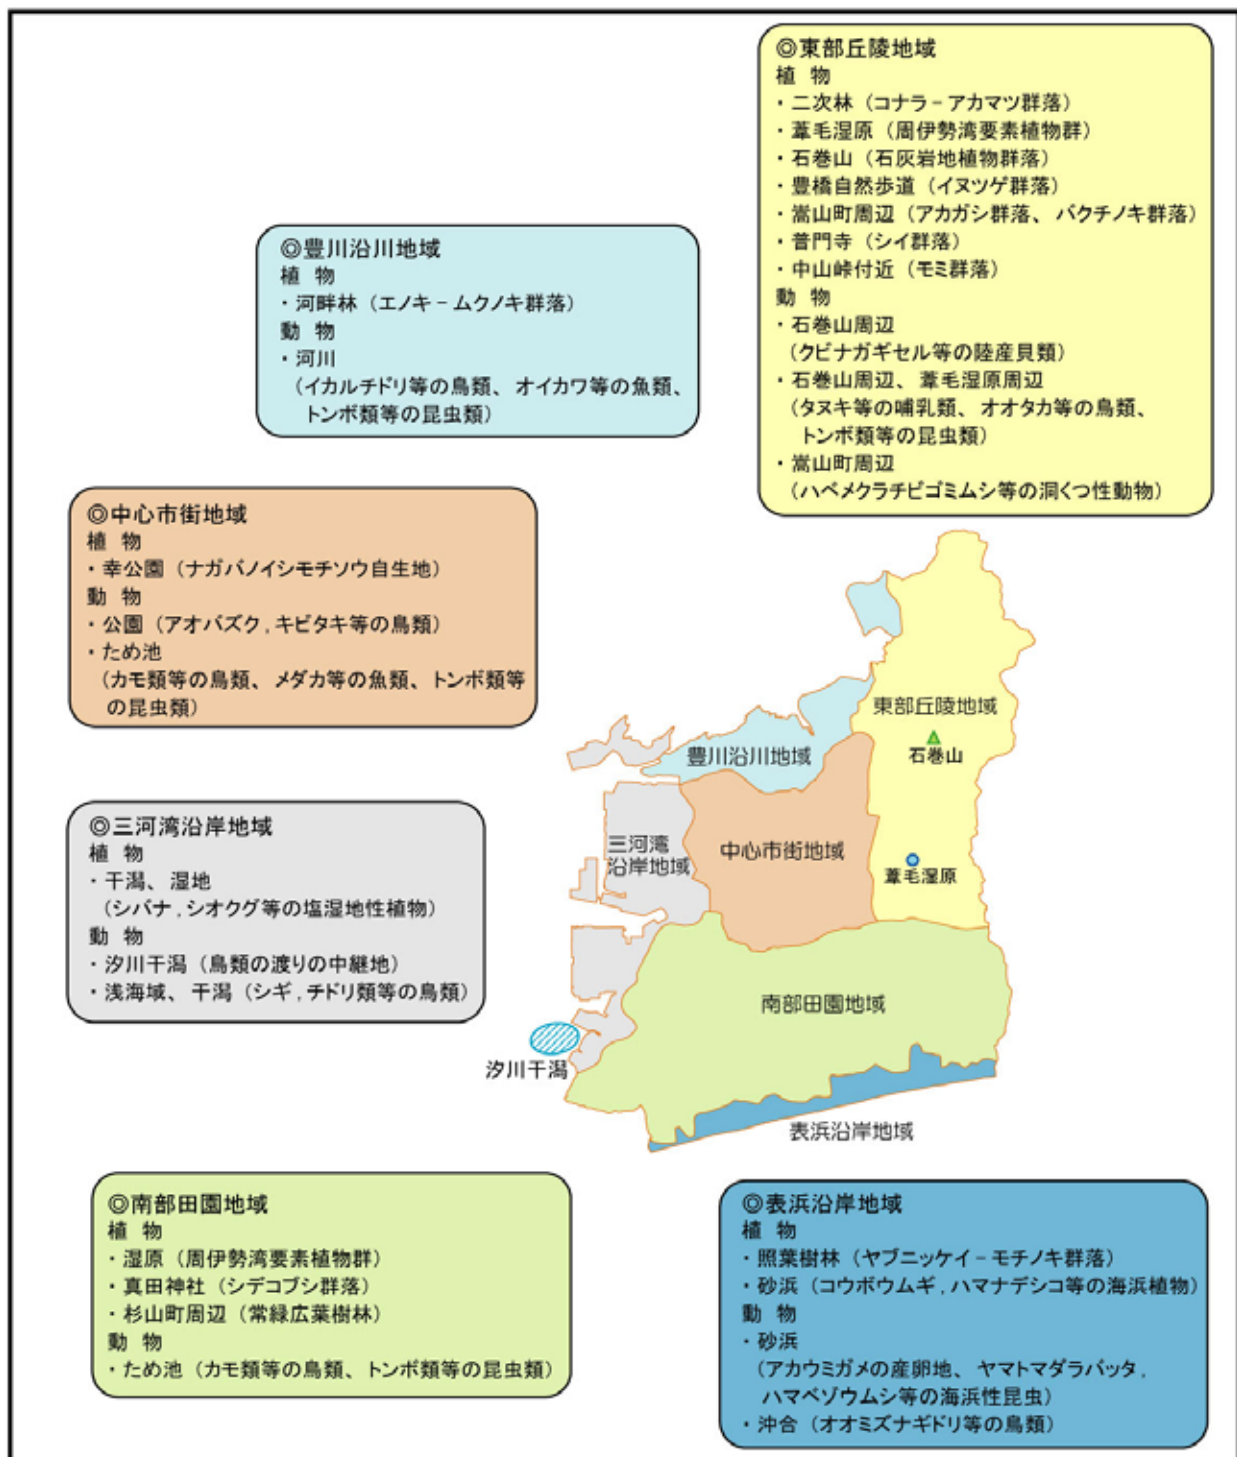 ◎東部丘陵地域
植 物
・二次林（コナラ－アカマツ群落）
・葦毛湿原（周伊勢湾要素植物群）
・石巻山（石灰岩地植物群落）
・豊橋自然歩道（イヌツゲ群落）
・嵩山町周辺（アカガシ群落、バクチノキ群落）
・普門寺（シイ群落）
・中山峠付近（モミ群落）
動 物
・石巻山周辺
（クビナガギセル等の陸産貝類）
・石巻山周辺、葦毛湿原周辺
（タヌキ等の哺乳類、オオタカ等の鳥類、
トンボ類等の昆虫類）
・嵩山町周辺
（ハベメクラチビゴミムシ等の洞くつ性動物）
◎豊川沿川地域
植 物
・河畔林（エノキ－ムクノキ群落）
動 物
・河川
（イカルチドリ等の鳥類、オイカワ等の魚類、
トンボ類等の昆虫類）
◎中心市街地域
植 物
・幸公園（ナガバノイシモチソウ自生地）
動 物
・公園（アオバズク,キビタキ等の鳥類）
・ため池
（カモ類等の鳥類、メダカ等の魚類、トンボ類等
の昆虫類）
◎三河湾沿岸地域
植 物
・干潟、湿地
（シバナ,シオクグ等の塩湿地性植物）
動 物
・汐川干潟（鳥類の渡りの中継地）
・浅海域、干潟（シギ,チドリ類等の鳥類）
東部丘陵地域
石巻山
豊川沿川地域
三河湾
沿岸地域
中心市街地域
葦毛湿原
南部田園地域
汐川干潟
表浜沿岸地域
◎南部田園地域
植 物
・湿原（周伊勢湾要素植物群）
・真田神社（シデコブシ群落）
・杉山町周辺（常緑広葉樹林）
動 物
・ため池（カモ類等の鳥類、トンボ類等の昆虫類）
◎表浜沿岸地域
植 物
・照葉樹林（ヤブニッケイ－モチノキ群落）
・砂浜（コウボウムギ,ハマナデシコ等の海浜植物）
動 物
・砂浜
（アカウミガメの産卵地、ヤマトマダラバッタ,
ハマベゾウムシ等の海浜性昆虫）
・沖合（オオミズナギドリ等の鳥類）